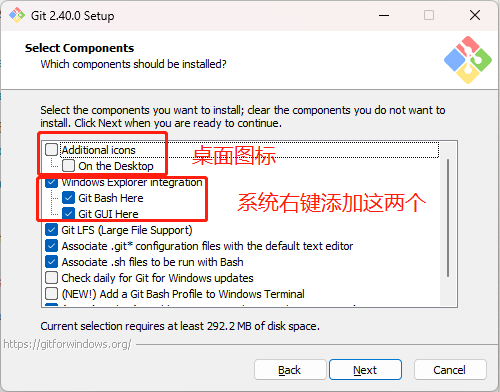 Git 2.40.0 Setup
Select Components
Which components should be installed?
Select the components you want to install; clear the components you do not want to
install. Click Next when you are ready to continue.
Additional icons
On the Desktop
桌面图标
Windows Explorer integration
Git Bash Here
系统右键添加这两个
Git GUI Here
Git LFS (Large File Support)
Associate .git* configuration files with the default text editor
Associate .sh files to be run with Bash
Check daily for Git for Windows updates
(NEW!) Add a Git Bash Profile to Windows Terminal
Current selection requires at least 292.2 MB of disk space.
https://gitforwindows.org/
Back
Next
Cancel